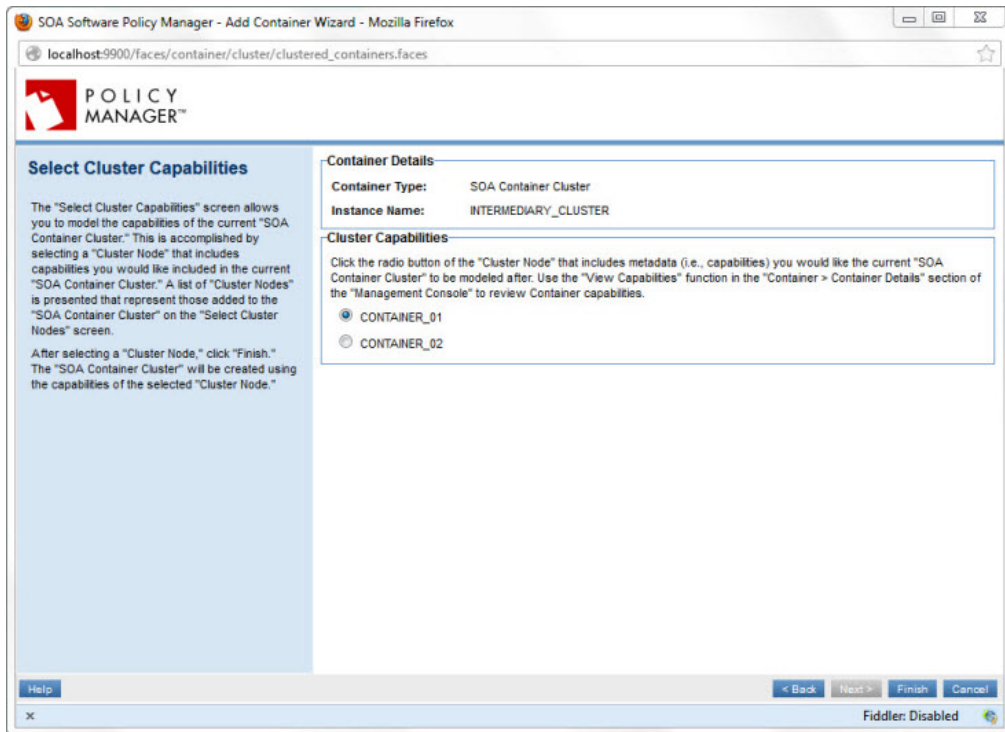 SOA Software Policy Manager - Add Container Wizard - Mozilla Firefox
localhost:9900/faces/container/cluster/clustered_containers.faces
POLICY
MANAGER™
Select Cluster Capabilities
The "Select Cluster Capabilities" screen allows
you to model the capabilities of the current "SOA
Container Cluster." This is accomplished by
selecting a "Cluster Node" that includes
capabilities you would like included in the current
"SOA Container Cluster." A list of "Cluster Nodes"
is presented that represent those added to the
"SOA Container Cluster" on the "Select Cluster
Nodes" screen.
After selecting a "Cluster Node," click "Finish."
The "SOA Container Cluster" will be created using
the capabilities of the selected "Cluster Node."
Container Details
Container Type: SOA Container Cluster
Instance Name: INTERMEDIARY_CLUSTER
Cluster Capabilities
Click the radio button of the "Cluster Node" that includes metadata (i.e., capabilities) you would like the current "SOA
Container Cluster" to be modeled after. Use the "View Capabilities" function in the "Container > Container Details" section of
the "Management Console" to review Container capabilities.
CONTAINER_01
CONTAINER_02
Help
< Back Next > Finish Cancel
Fiddler: Disabled